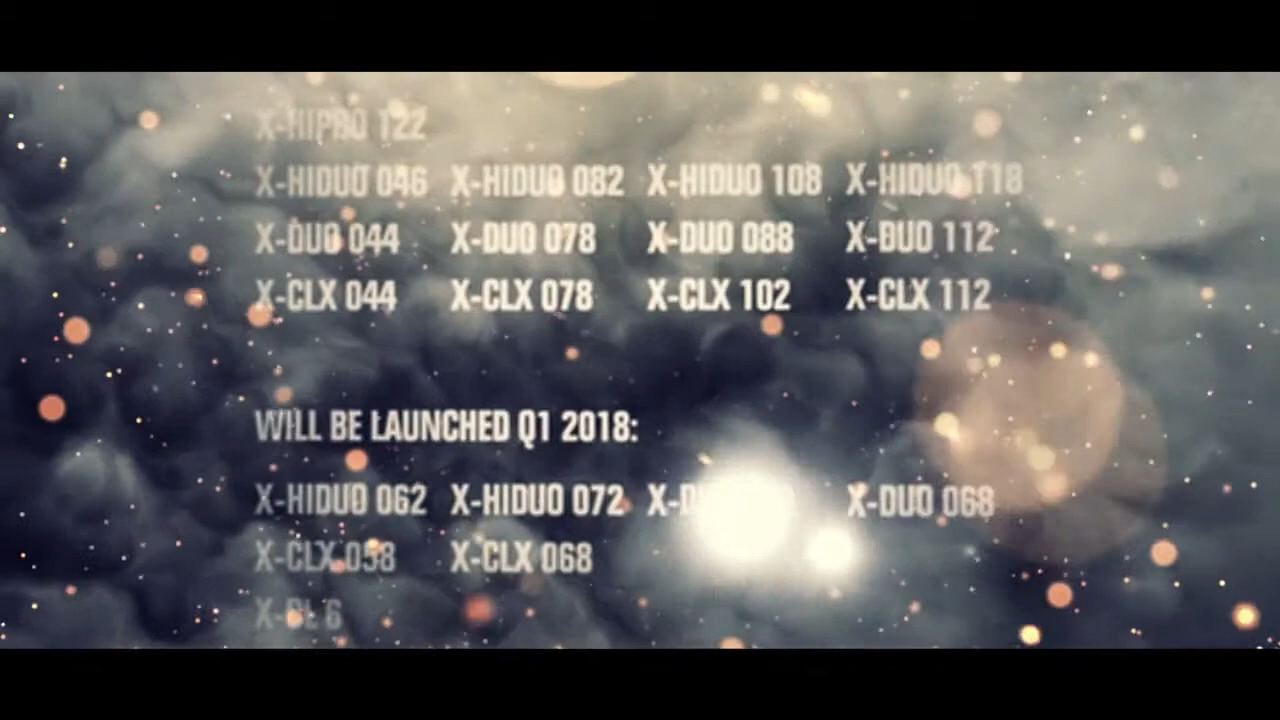 X-HIPRO 122
X-HIDUO 046 X-HIDUO 082 X-HIDUO 108 X-HIDUO 118
X-DUO 044 X-DUO 078 X-DUO 088 X-DUO 112
X-CLX 044 X-CLX 078 X-CLX 102 X-CLX 112
WILL BE LAUNCHED Q1 2018:
X-HIDUO 062 X-HIDUO 072 X-DUO 068
X-CLX 058 X-CLX 068